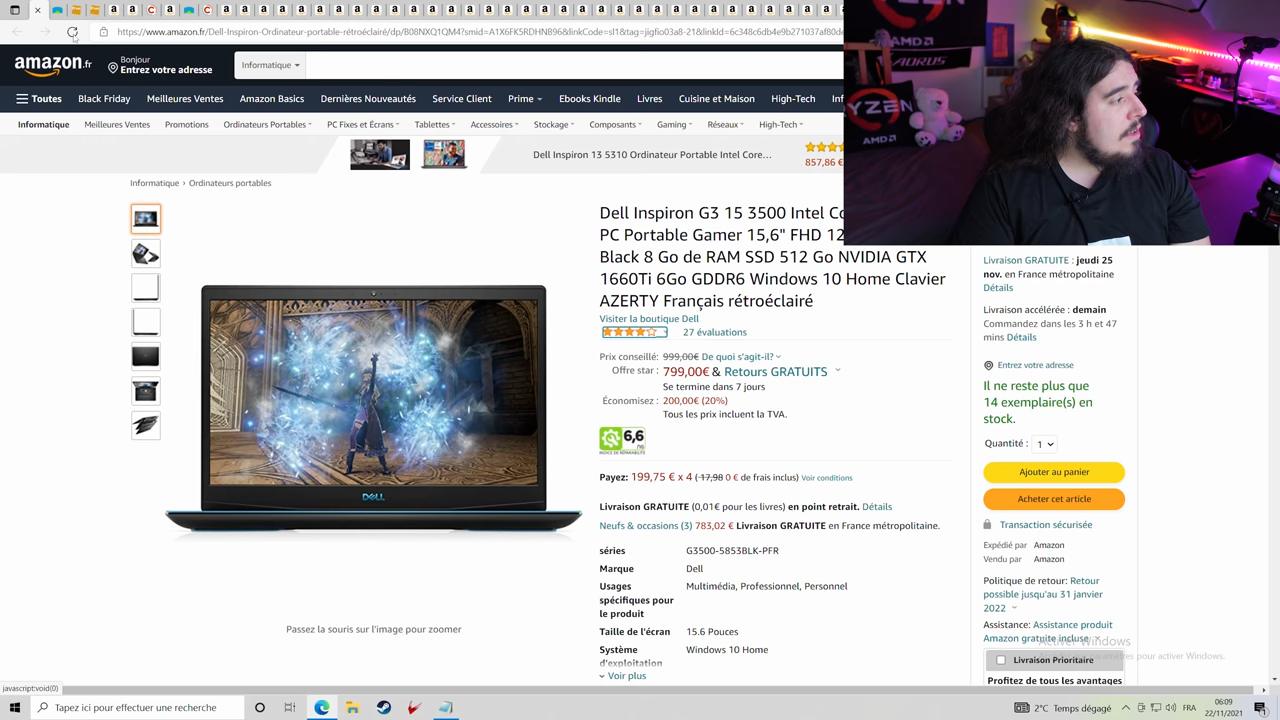 https://www.amazon.fr/Dell-Inspiron-Ordinateur-portable-rétroéclairé/dp/B08NXQ1QM4?smid=A1X6FK5RDHNB96&linkCode=sl1&tag=jigfio03a8-21&linkId=6c348c6db4e9b271037af80de
YZEN
AMD
AORUS
YZEN
AMD
amazon.fr
Bonjour
Entrez votre adresse
Informatique
Toutes
Black Friday
Meilleures Ventes
Amazon Basics
Dernières Nouveautés
Service Client
Prime
Ebooks Kindle
Livres
Cuisine et Maison
High-Tech
Inf
Informatique
Meilleures Ventes
Promotions
Ordinateurs Portables
PC Fixes et Écrans
Tablettes
Accessoires
Stockage
Composants
Gaming
Réseaux
High-Tech
Dell Inspiron 13 5310 Ordinateur Portable Intel Core…
857,86 €
Informatique › Ordinateurs portables
Dell Inspiron G3 15 3500 Intel Co
PC Portable Gamer 15,6" FHD 12
Black 8 Go de RAM SSD 512 Go NVIDIA GTX
1660Ti 6Go GDDR6 Windows 10 Home Clavier
AZERTY Français rétroéclairé
Visiter la boutique Dell
27 évaluations
Prix conseillé: 999,00€ De quoi s'agit-il?
Offre star : 799,00€ & Retours GRATUITS
Se termine dans 7 jours
Économisez : 200,00€ (20%)
Tous les prix incluent la TVA.
6,6
INDICE DE RÉPARABILITÉ
Payez: 199,75 € x 4 ( 17,98 0 € de frais inclus) Voir conditions
Livraison GRATUITE (0,01€ pour les livres) en point retrait. Détails
Neufs & occasions (3) 783,02 € Livraison GRATUITE en France métropolitaine.
séries G3500-5853BLK-PFR
Marque Dell
Usages spécifiques pour le produit Multimédia, Professionnel, Personnel
Taille de l'écran 15.6 Pouces
Système d'exploitation Windows 10 Home
Voir plus
DELL
Passez la souris sur l'image pour zoomer
Livraison GRATUITE : jeudi 25
nov. en France métropolitaine
Détails
Livraison accélérée : demain
Commandez dans les 3 h et 47
mins Détails
Entrez votre adresse
Il ne reste plus que
14 exemplaire(s) en
stock.
Quantité : 1
Ajouter au panier
Acheter cet article
Transaction sécurisée
Expédié par Amazon
Vendu par Amazon
Politique de retour: Retour
possible jusqu'au 31 janvier
2022
Assistance: Assistance produit
Amazon gratuite incluse
Activer Windows
pour activer Windows.
Livraison Prioritaire
Profitez de tous les avantages
javascript:void(0)
Tapez ici pour effectuer une recherche
2°C Temps dégagé
FRA
06:09
22/11/2021